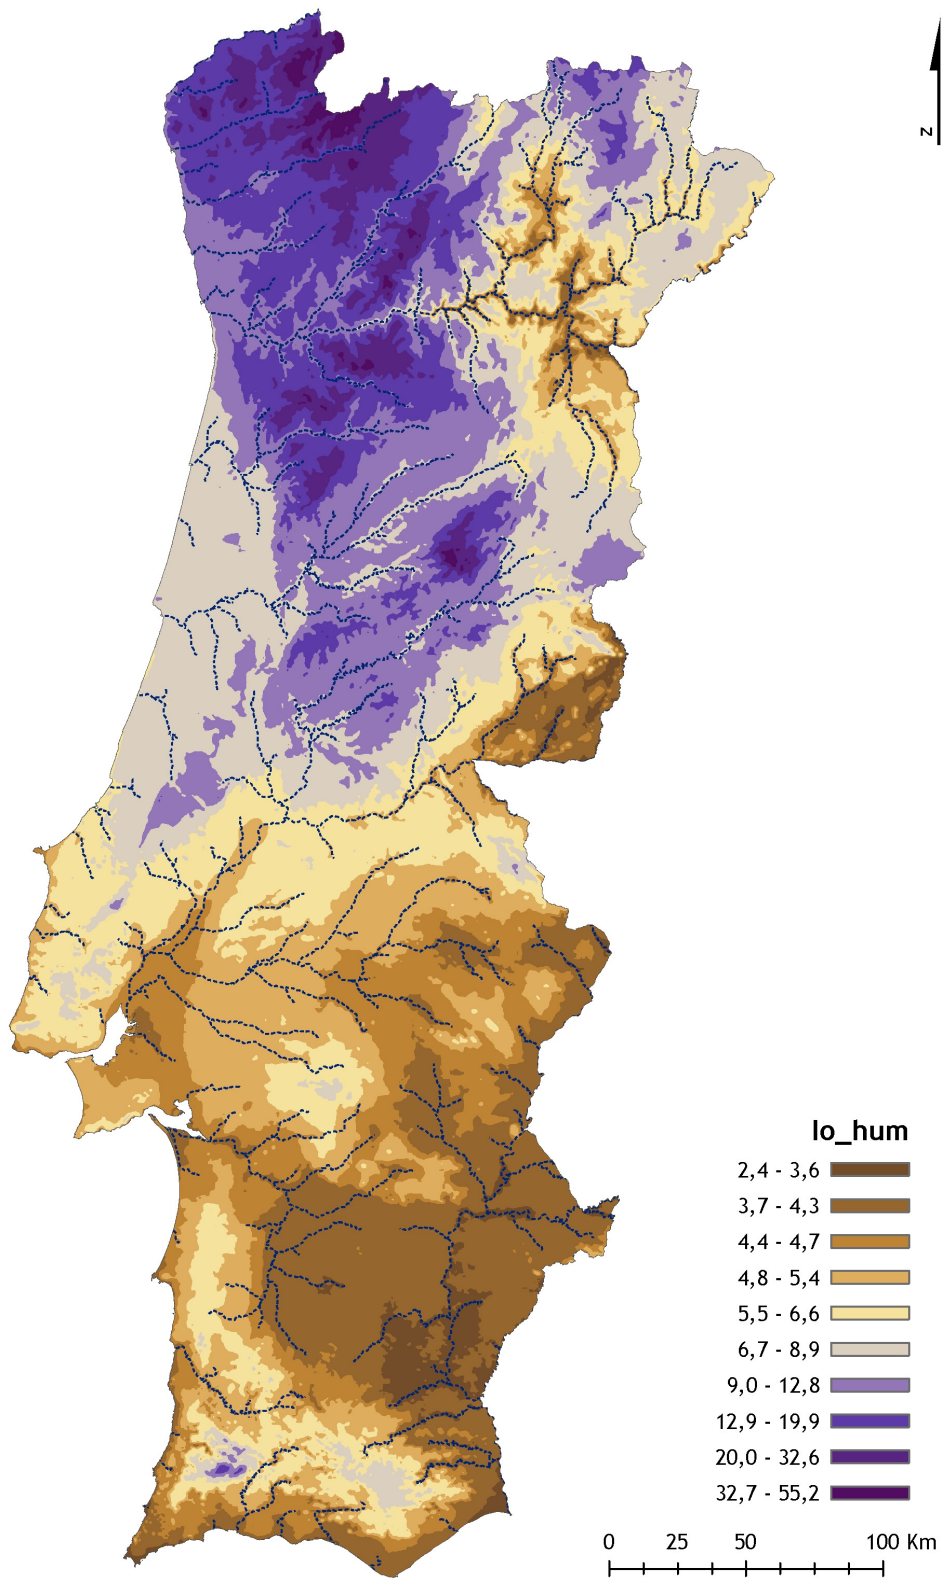 N
Io_hum
2,4 - 3,6
3,7 - 4,3
4,4 - 4,7
4,8 - 5,4
5,5 - 6,6
6,7 - 8,9
9,0 - 12,8
12,9 - 19,9
20,0 - 32,6
32,7 - 55,2
0 25 50 100 Km